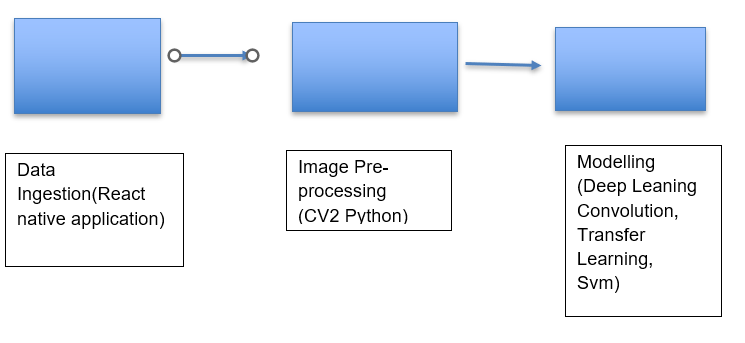 Data
Ingestion(React
native application)
Image Pre-
processing
(CV2 Python)
Modelling
(Deep Leaning
Convolution,
Transfer
Learning,
Svm)